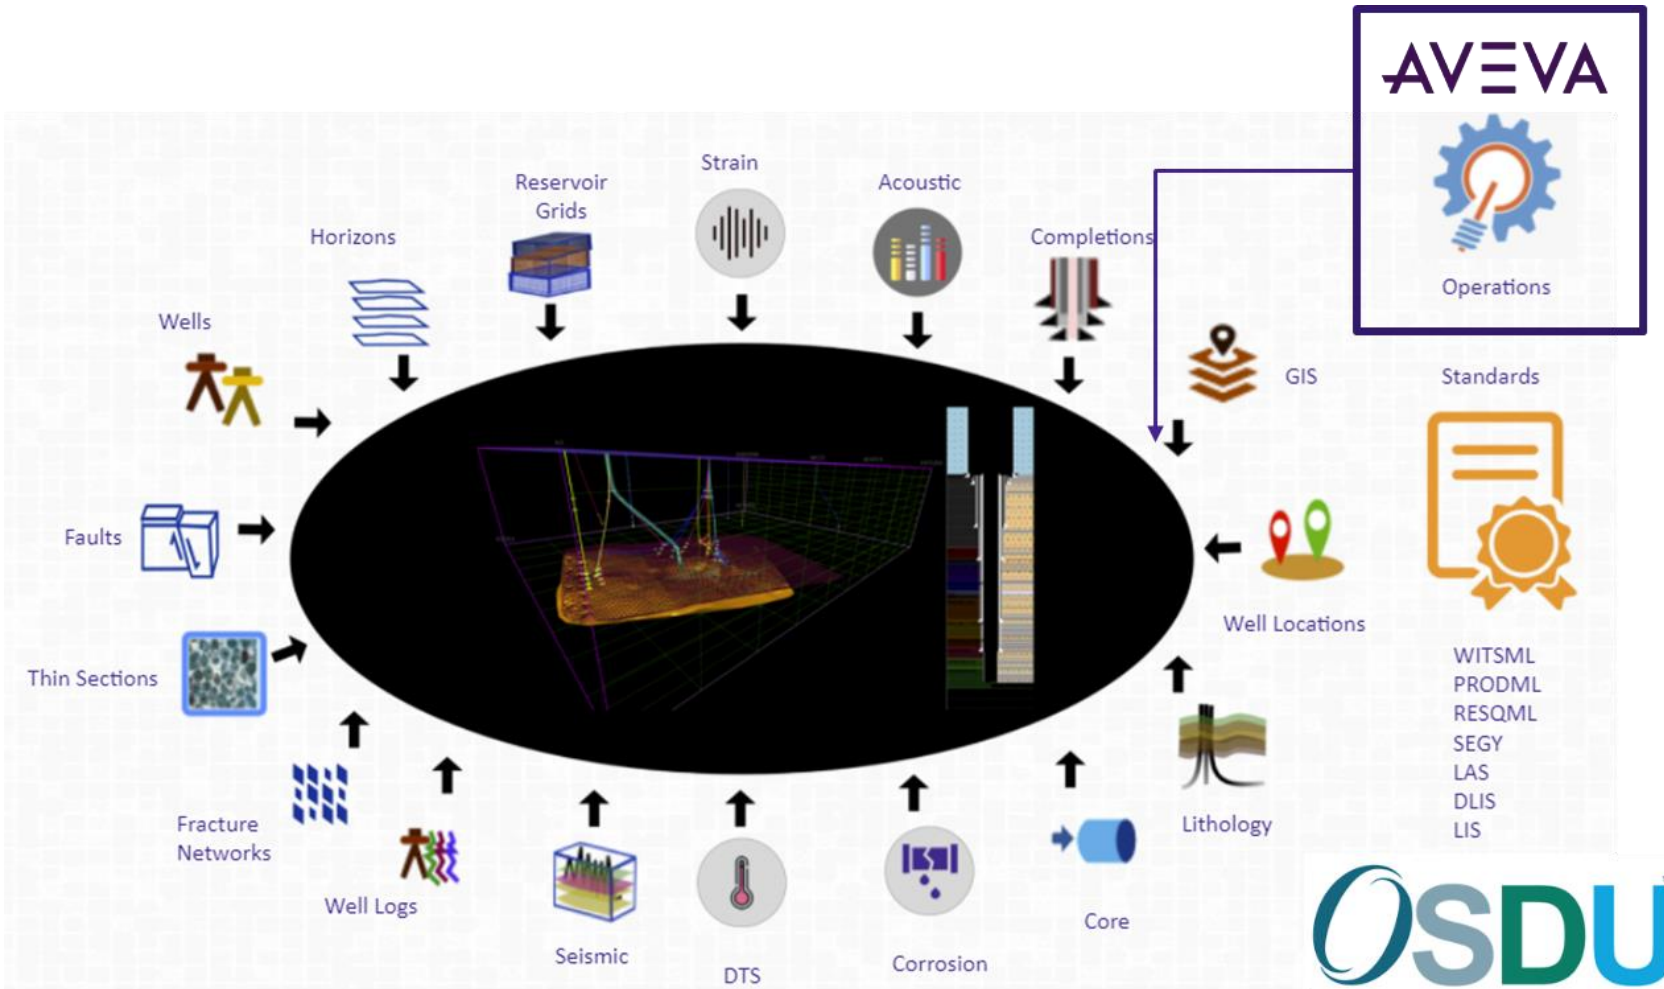 AVEVA
Operations
Strain
Reservoir
Grids
Acoustic
Horizons
Completions
Wells
GIS
Standards
Faults
Well Locations
Thin Sections
WITSML
PRODML
RESQML
SEGY
LAS
DLIS
LIS
Fracture
Networks
Lithology
Well Logs
Core
Seismic
DTS
Corrosion
OSDU